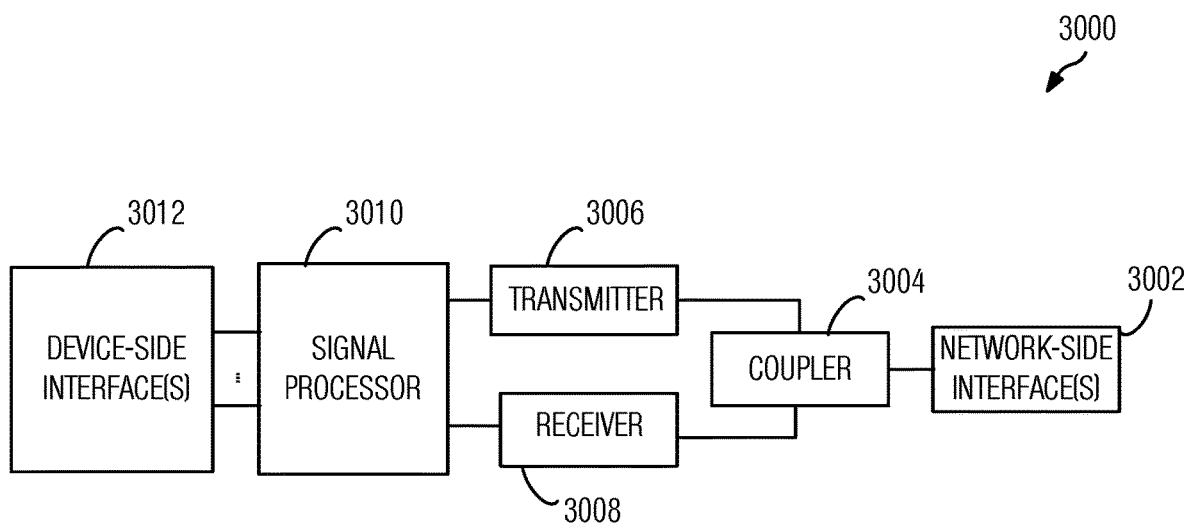 3000
3012
3010
3006
3004
3002
DEVICE-SIDE
INTERFACE(S)
...
SIGNAL
PROCESSOR
TRANSMITTER
COUPLER
NETWORK-SIDE
INTERFACE(S)
RECEIVER
3008